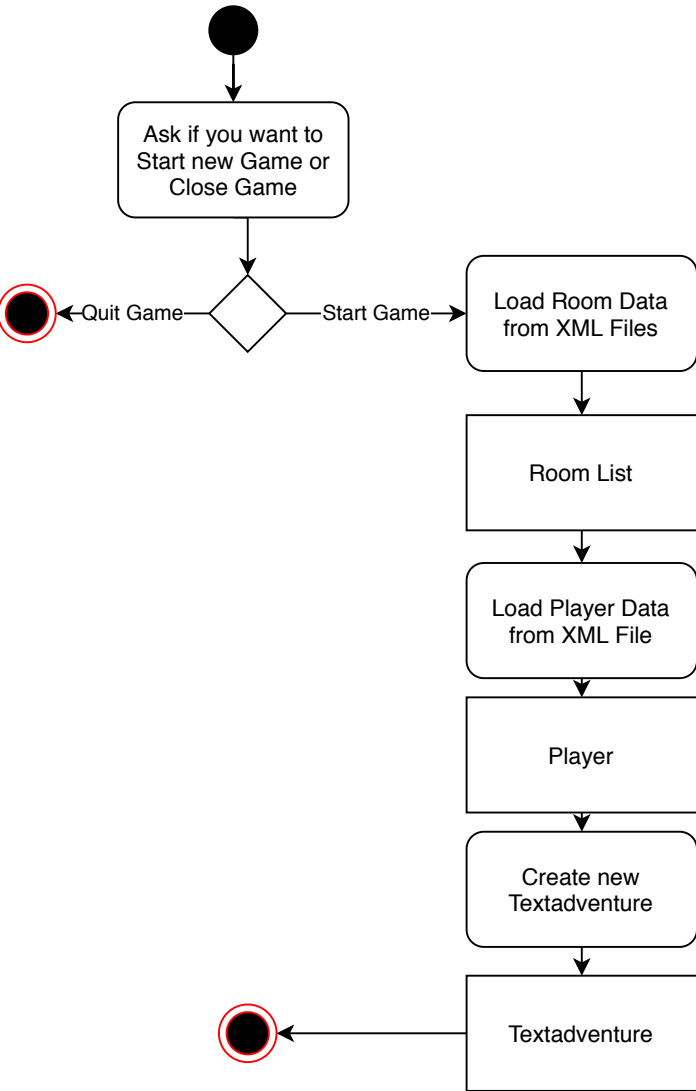 Ask if you want to
Start new Game or
Close Game
Quit Game
Start Game
Load Room Data
from XML Files
Room List
Load Player Data
from XML File
Player
Create new
Textadventure
Textadventure